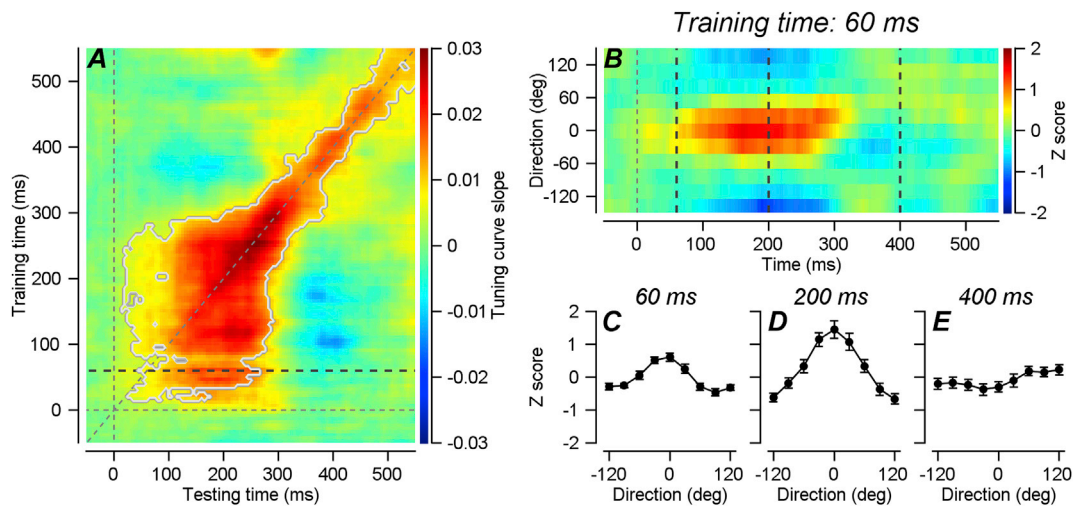 Training time: 60 ms
A
500
400
300
200
100
0
Training time (ms)
0 100 200 300 400 500
Testing time (ms)
0.03
0.02
0.01
0
-0.01
-0.02
-0.03
Tuning curve slope
B
120
60
0
-60
-120
Direction (deg)
0 100 200 300 400 500
Time (ms)
2
1
0
-1
-2
Z score
60 ms 200 ms 400 ms
C D E
2
1
0
-1
-2
Z score
-120 0 120 -120 0 120 -120 0 120
Direction (deg) Direction (deg) Direction (deg)